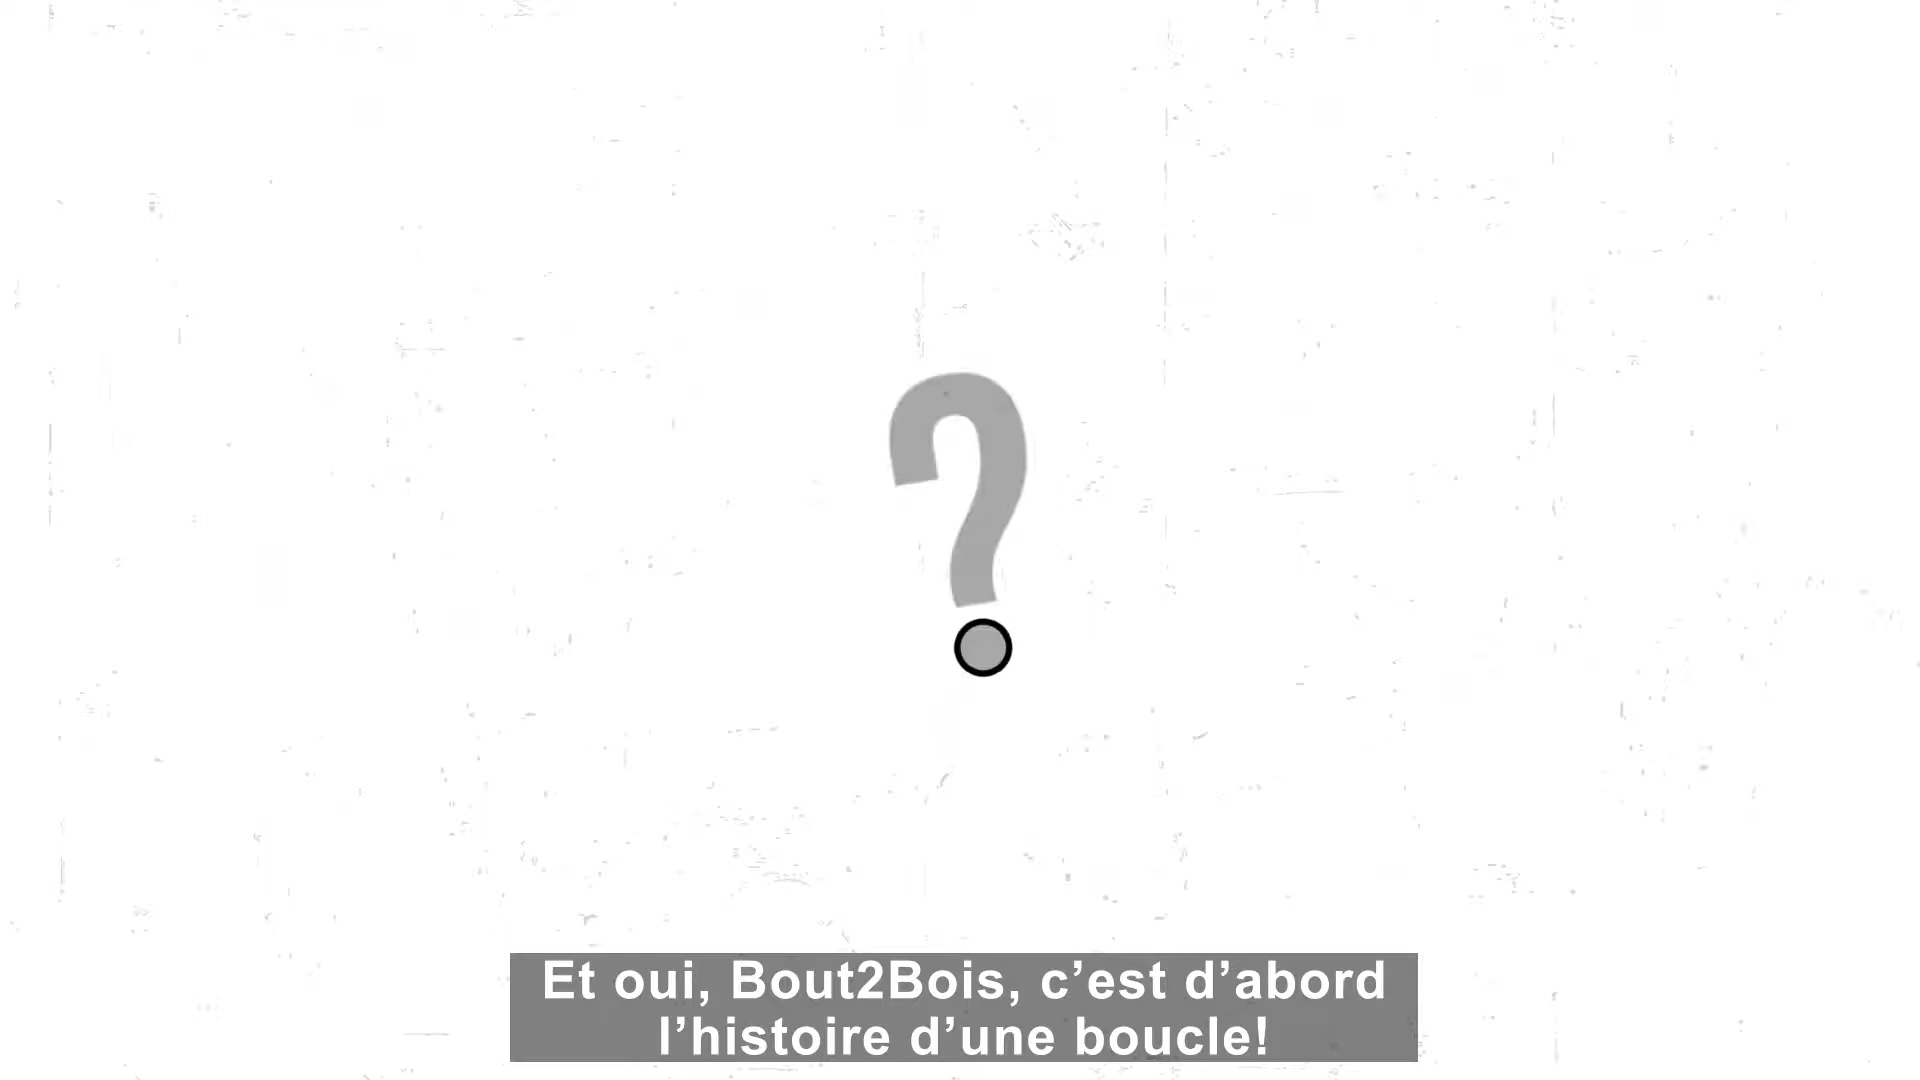 ?
Et oui, Bout2Bois, c’est d’abord
l’histoire d’une boucle!